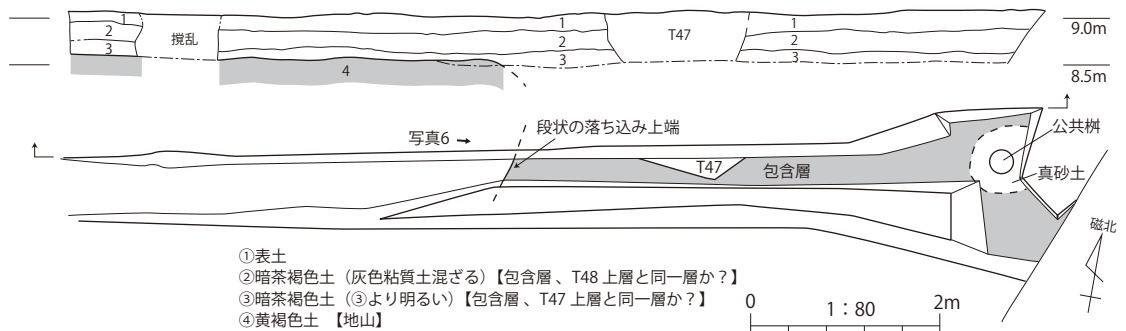 1 1 1 9.0m
2 撹乱 2 T47 2
3 4 3 3 8.5m
写真6 段状の落ち込み上端 公共桝
T47 包含層 真砂土
磁北
①表土
②暗茶褐色土（灰色粘質土混ざる）【包含層、T48 上層と同一層か？】
③暗茶褐色土（③より明るい）【包含層、T47 上層と同一層か？】
④黄褐色土 【地山】
0 1：80 2m